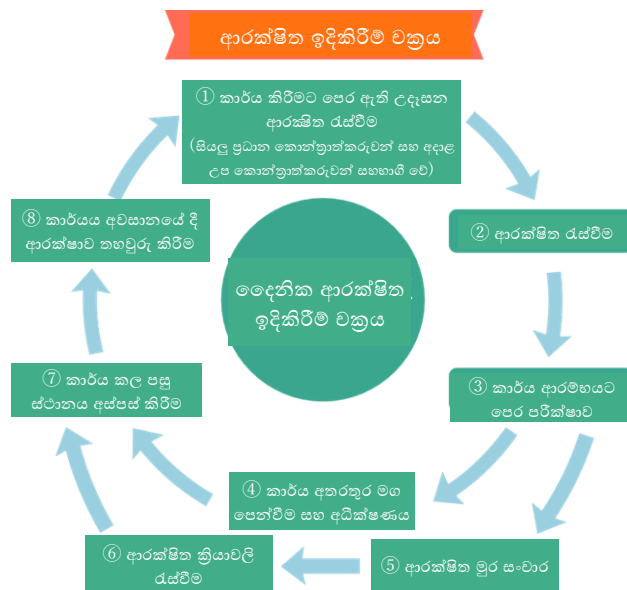 ආරක්ෂිත ඉදිකිරීම් චක්‍රය
① කාර්ය කිරීමට පෙර ඇති උදෑසන
ආරක්ෂිත රැස්වීම
(සියලු ප්‍රධාන කොන්ත්‍රාත්කරුවන් සහ අදාළ
උප කොන්ත්‍රාත්කරුවන් සහභාගී වේ)
② ආරක්ෂිත රැස්වීම
③ කාර්ය ආරම්භයට
පෙර පරීක්ෂාව
④ කාර්ය අතරතුර මග
පෙන්වීම සහ අධීක්ෂණය
⑤ ආරක්ෂිත මුර සංචාර
⑥ ආරක්ෂිත ක්‍රියාවලි
රැස්වීම
⑦ කාර්ය කල පසු
ස්ථානය අස්පස් කිරීම
⑧ කාර්යය අවසානයේ දී
ආරක්ෂාව තහවුරු කිරීම
දෛනික ආරක්ෂිත
ඉදිකිරීම් චක්‍රය